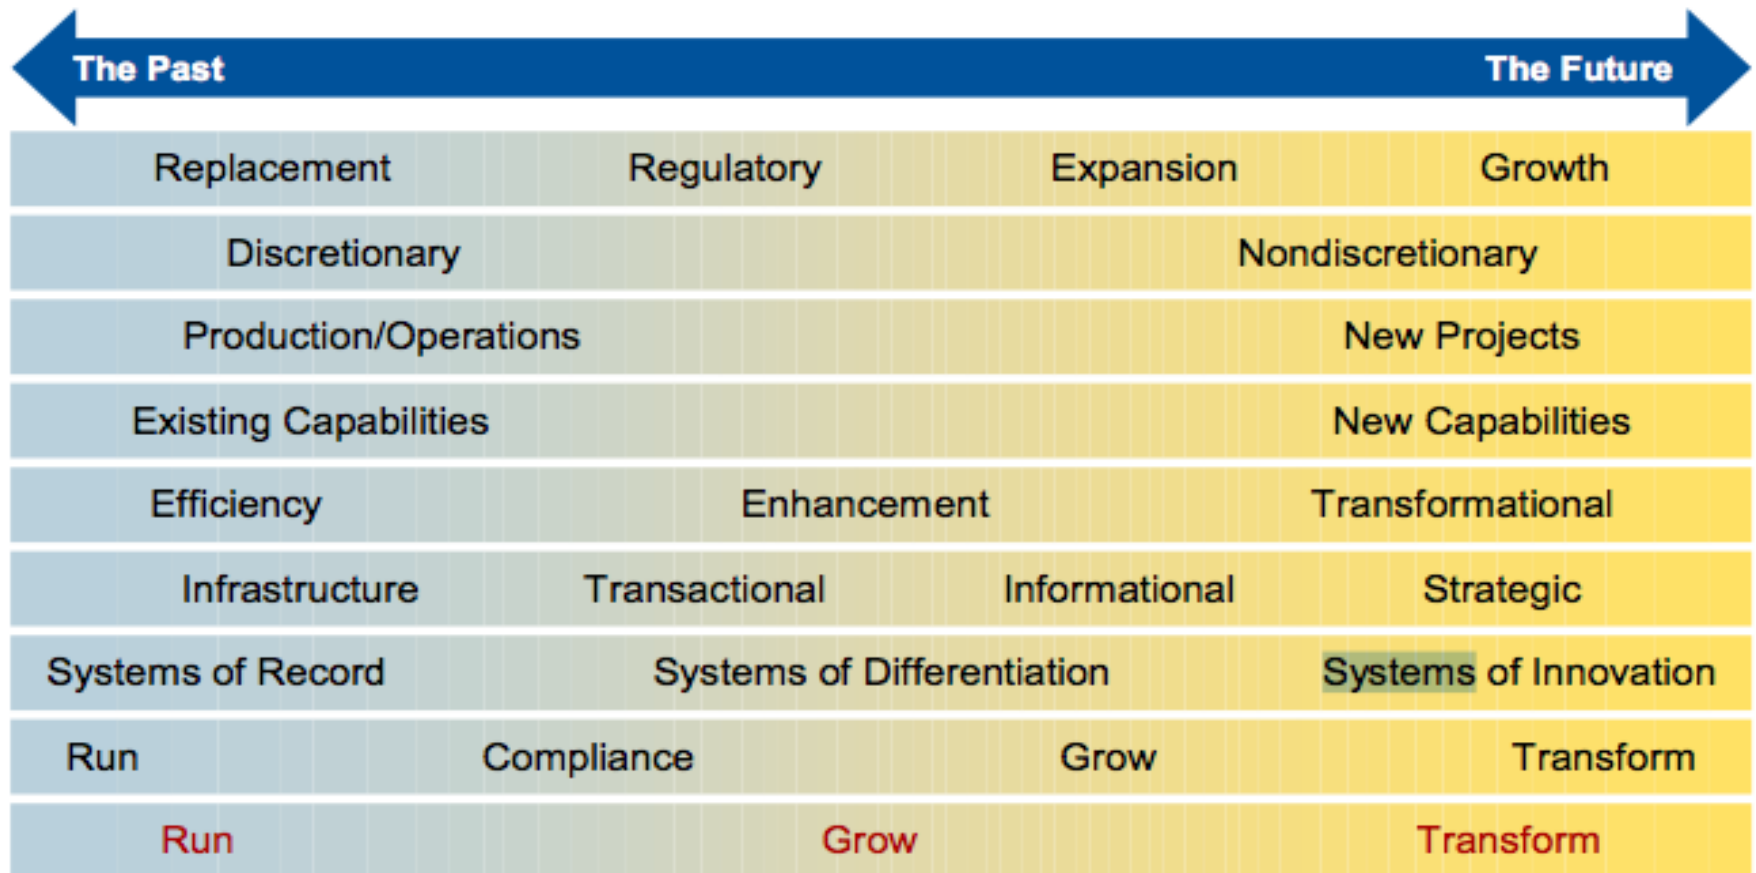 The Past The Future
Replacement Regulatory Expansion Growth
Discretionary Nondiscretionary
Production/Operations New Projects
Existing Capabilities New Capabilities
Efficiency Enhancement Transformational
Infrastructure Transactional Informational Strategic
Systems of Record Systems of Differentiation Systems of Innovation
Run Compliance Grow Transform
Run Grow Transform